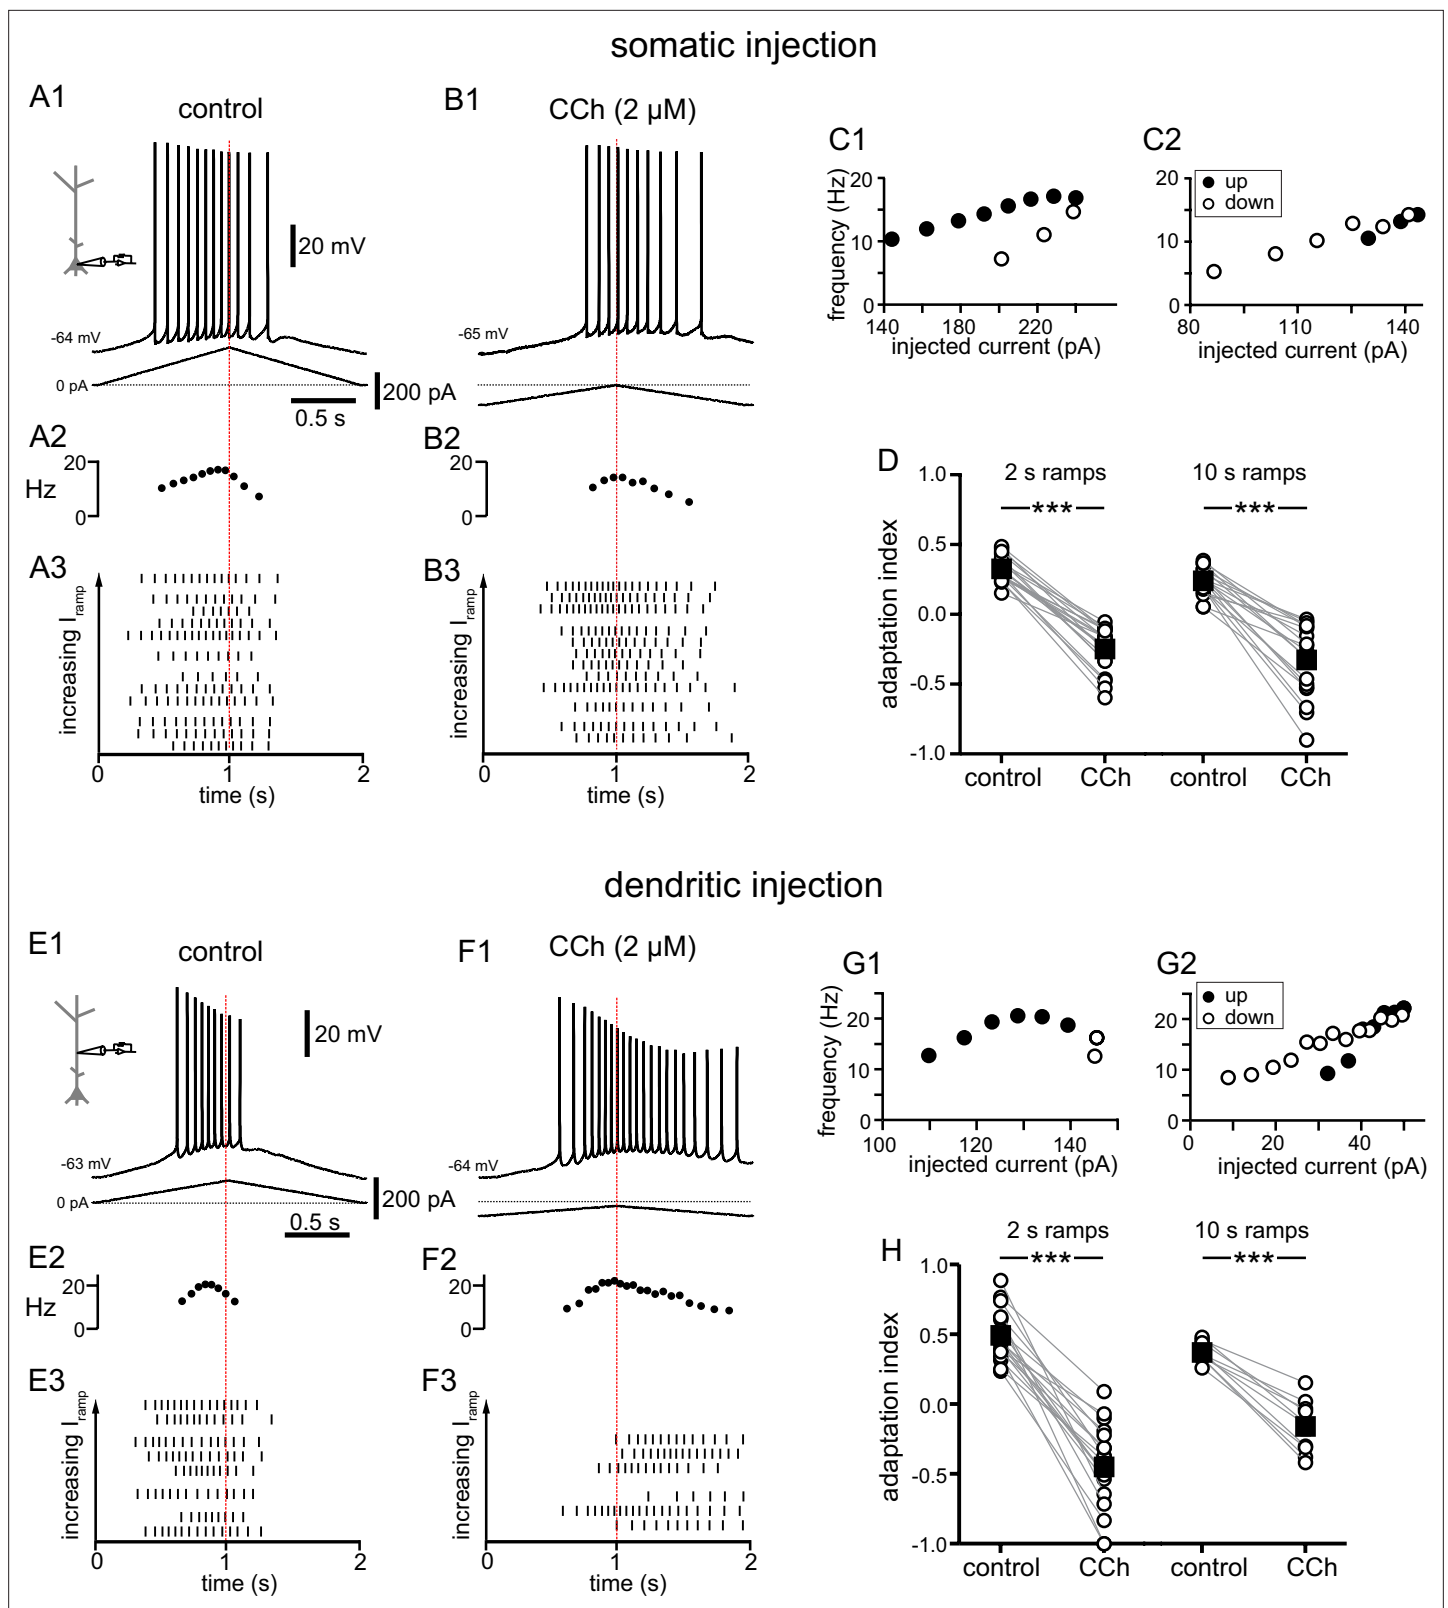 somatic injection
A1
control
20 mV
-64 mV
0 pA
200 pA
0.5 s
B1
CCh (2 µM)
-65 mV
C1
frequency (Hz)
20
10
0
140
180
220
injected current (pA)
C2
up
down
20
10
0
80
110
140
injected current (pA)
A2
Hz
20
0
B2
20
0
A3
increasing Iramp
0
1
2
time (s)
B3
increasing Iramp
0
1
2
time (s)
D
adaptation index
1.0
0.5
0.0
-0.5
-1.0
2 s ramps
***
10 s ramps
***
control
CCh
control
CCh
dendritic injection
E1
control
20 mV
-63 mV
0 pA
200 pA
0.5 s
F1
CCh (2 µM)
-64 mV
G1
frequency (Hz)
20
10
0
100
120
140
injected current (pA)
G2
up
down
20
10
0
0
20
40
injected current (pA)
E2
Hz
20
0
F2
20
0
E3
increasing Iramp
0
1
2
time (s)
F3
increasing Iramp
0
1
2
time (s)
H
adaptation index
1.0
0.5
0.0
-0.5
-1.0
2 s ramps
***
10 s ramps
***
control
CCh
control
CCh